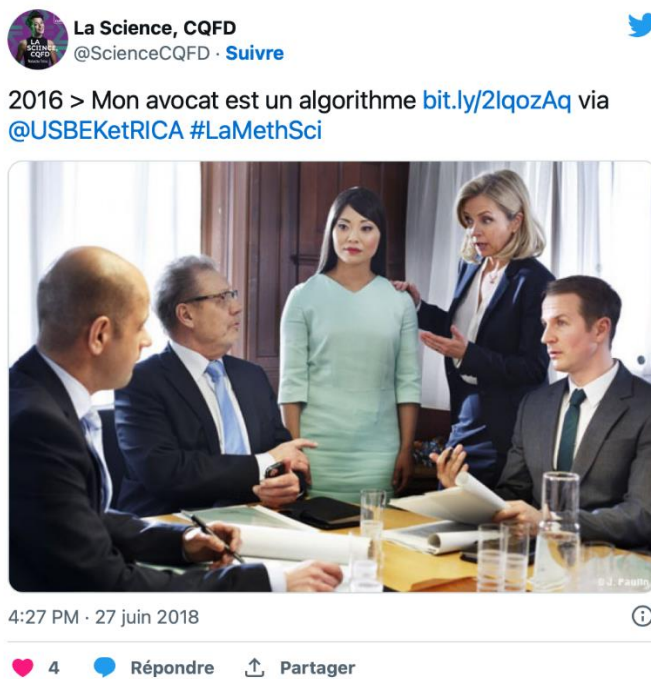 La Science, CQFD
@ScienceCQFD · Suivre
2016 > Mon avocat est un algorithme bit.ly/2IqozAq via
@USBEKetRICA #LaMethSci
4:27 PM · 27 juin 2018
4 Répondre Partager